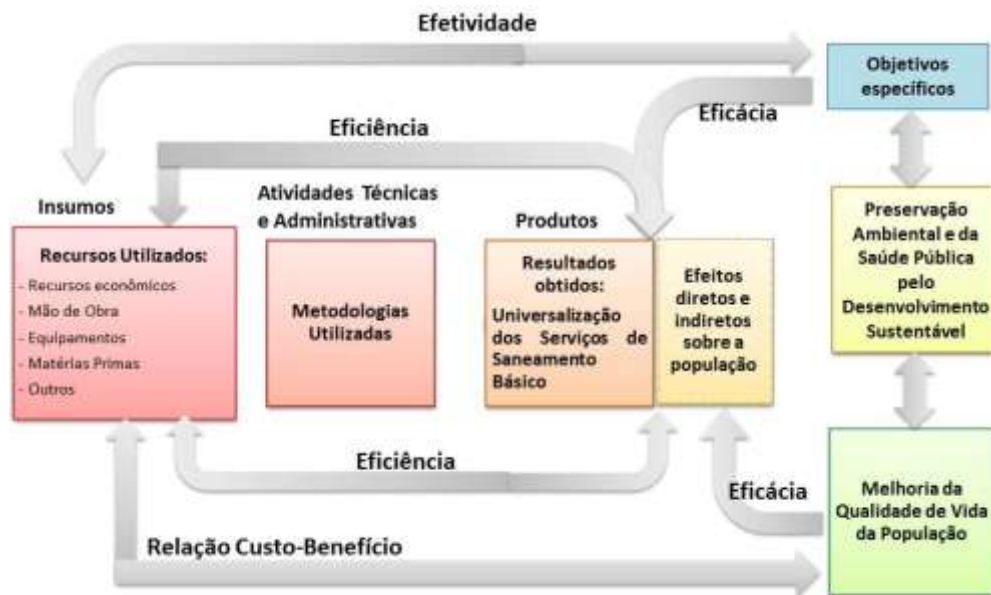 Efetividade
Objetivos
específicos
Eficácia
Eficiência
Insumos
Atividades Técnicas
e Administrativas
Produtos
Recursos Utilizados:
- Recursos econômicos
- Mão de Obra
- Equipamentos
- Matérias Primas
- Outros
Metodologias
Utilizadas
Resultados
obtidos:
Universalização
dos Serviços de
Saneamento
Básico
Efeitos
diretos e
indiretos
sobre a
população
Preservação
Ambiental e da
Saúde Pública
pelo
Desenvolvimento
Sustentável
Eficiência
Eficácia
Melhoria da
Qualidade de Vida
da População
Relação Custo-Benefício